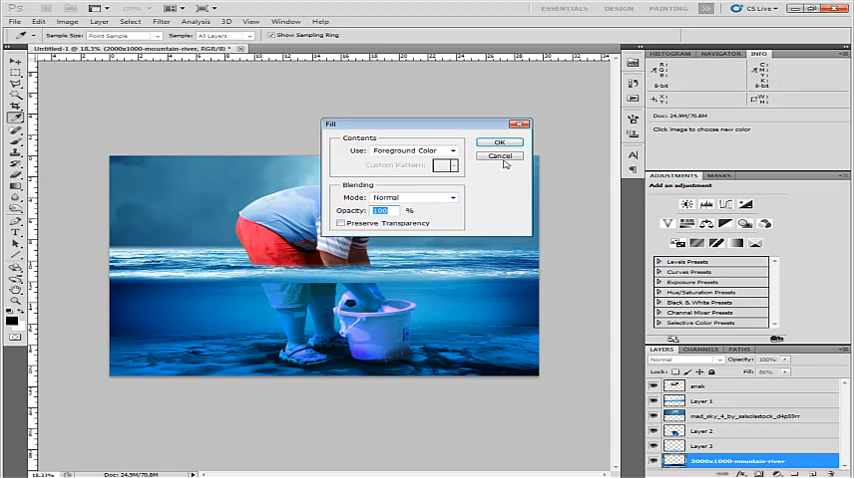 Ps
100%
ESSENTIALS
DESIGN
PAINTING
>>
CS Live
File Edit Image Layer Select Filter Analysis 3D View Window Help
Sample Size: Point Sample
Sample: All Layers
Show Sampling Ring
Untitled-1 @ 18.3% (2000x1000-mountain-river, RGB/8) *
HISTOGRAM NAVIGATOR INFO
R:
G:
B:
8-bit
C:
M:
Y:
K:
8-bit
X:
Y:
W:
H:
Doc: 24.9M/70.8M
Click image to choose new color
Fill
Contents
Use: Foreground Color
Custom Pattern:
OK
Cancel
Blending
Mode: Normal
Opacity: 100 %
Preserve Transparency
ADJUSTMENTS MASKS
Add an adjustment
Levels Presets
Curves Presets
Exposure Presets
Hue/Saturation Presets
Black & White Presets
Channel Mixer Presets
Selective Color Presets
LAYERS CHANNELS PATHS
Normal
Opacity: 100%
Lock:
Fill: 86%
anak
Layer 1
mad_sky_4_by_salsolastock_d4p59rr
Layer 2
Layer 3
2000x1000-mountain-river
18.33%
Doc: 24.9M/70.8M